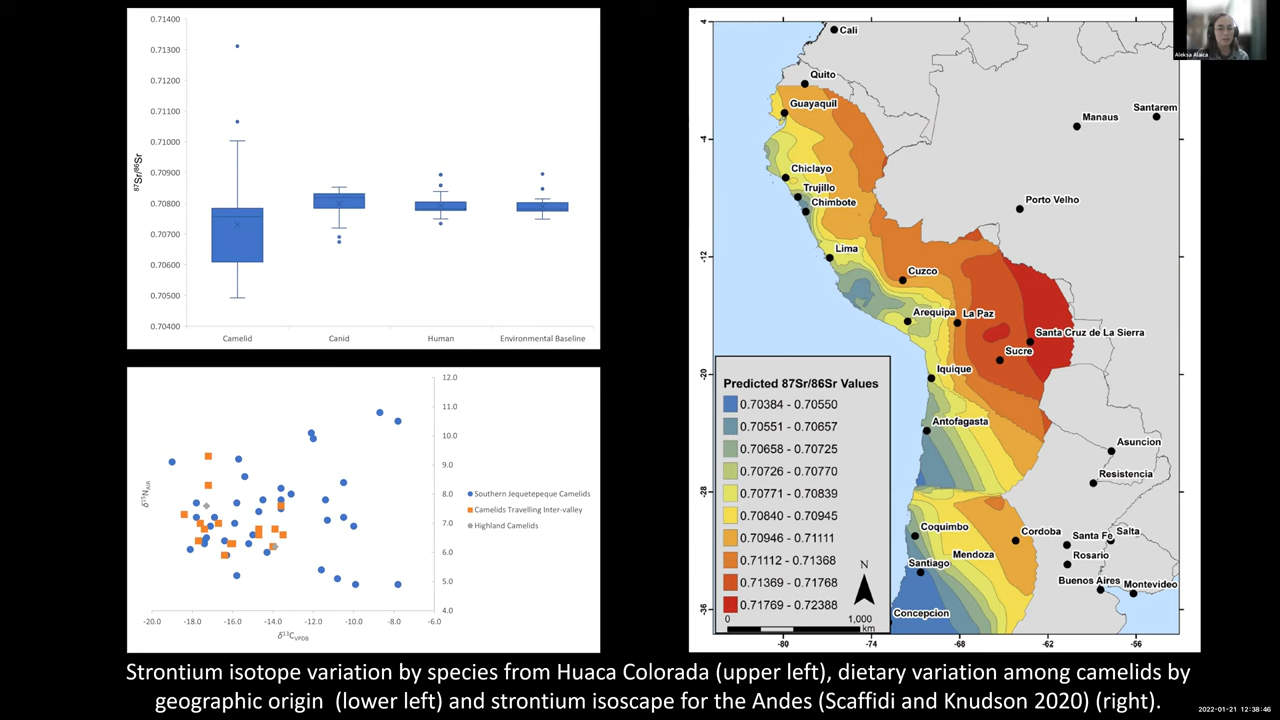 0.71400
0.71300
0.71200
0.71100
0.71000
0.70900
0.70800
0.70700
0.70600
0.70500
0.70400
87Sr/86Sr
Camelid
Canid
Human
Environmental Baseline
12.0
11.0
10.0
9.0
8.0
7.0
6.0
5.0
4.0
δ15NAIR
Southern Jequetepeque Camelids
Camelids Travelling Inter-valley
Highland Camelids
-20.0
-18.0
-16.0
-14.0
-12.0
-10.0
-8.0
-6.0
δ13CVPDB
4
-4
-12
-20
-28
-36
Cali
Quito
Guayaquil
Santarem
Manaus
Chiclayo
Trujillo
Chimbote
Porto Velho
Lima
Cuzco
Arequipa
La Paz
Santa Cruz de La Sierra
Sucre
Iquique
Antofagasta
Asuncion
Resistencia
Coquimbo
Cordoba
Santa Fe
Salta
Mendoza
Rosario
Santiago
Buenos Aires
Montevideo
Concepcion
Predicted 87Sr/86Sr Values
0.70384 - 0.70550
0.70551 - 0.70657
0.70658 - 0.70725
0.70726 - 0.70770
0.70771 - 0.70839
0.70840 - 0.70945
0.70946 - 0.71111
0.71112 - 0.71368
0.71369 - 0.71768
0.71769 - 0.72388
N
0
1,000
km
-80
-74
-68
-62
-56
Aleksa Alaica
Strontium isotope variation by species from Huaca Colorada (upper left), dietary variation among camelids by
geographic origin (lower left) and strontium isoscape for the Andes (Scaffidi and Knudson 2020) (right).
2022-01-21 12:38:46